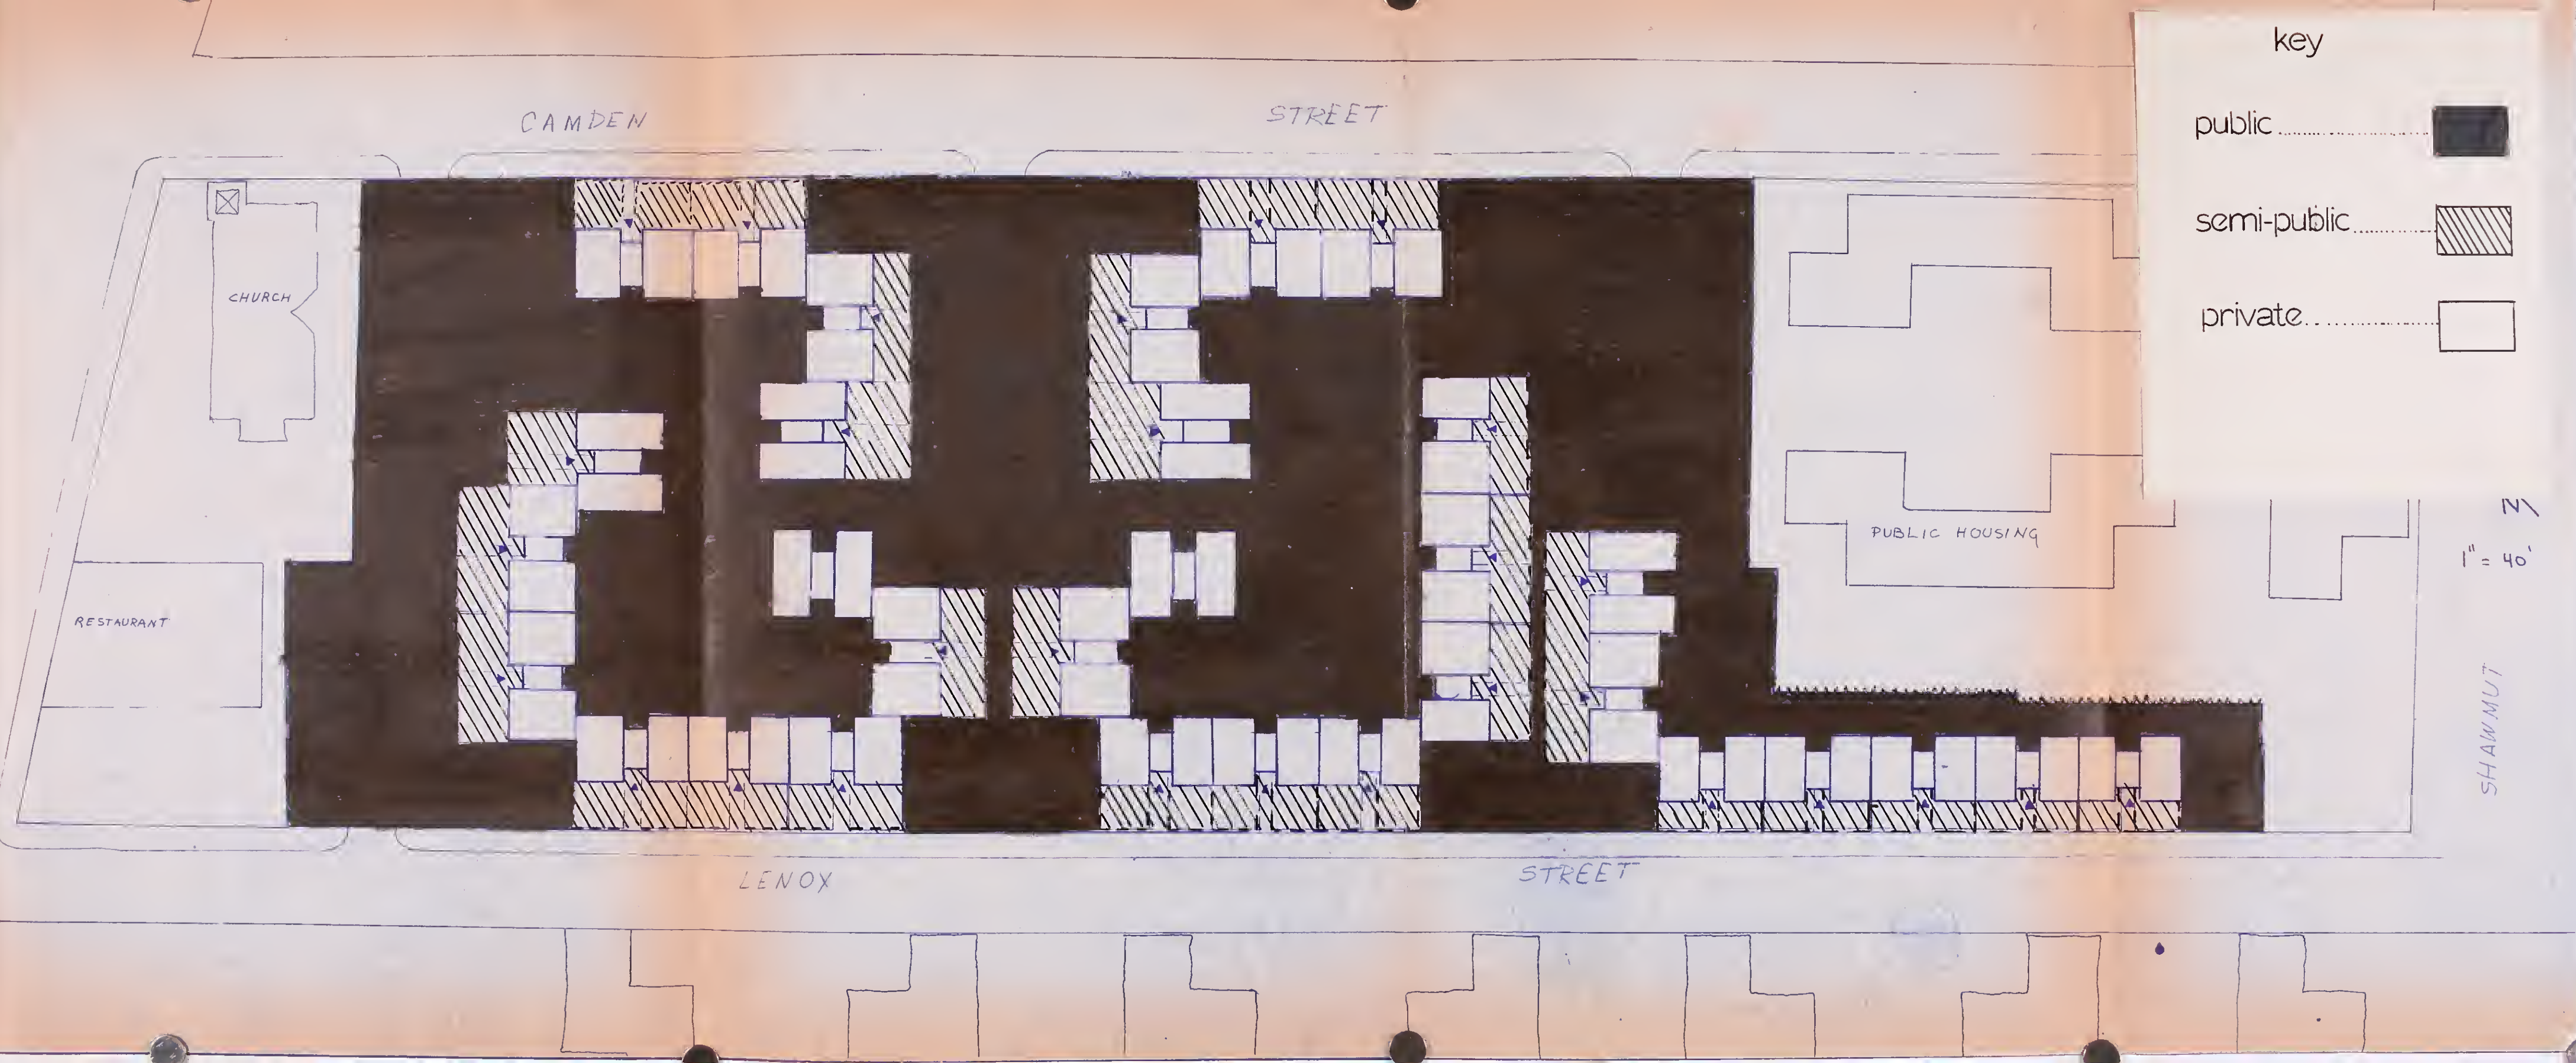 key
public
semi-public
private
CAMDEN STREET
CHURCH
RESTAURANT
PUBLIC HOUSING
N
1" = 40'
SHAWMUT
LENOX STREET